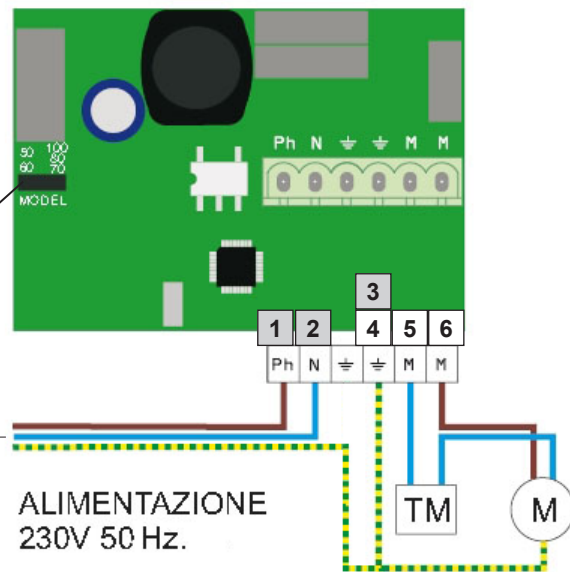 Ph N ⏚ ⏚ M M
50 100
80
60 70
MODEL
3
1 2 4 5 6
Ph N ⏚ ⏚ M M
TM M
ALIMENTAZIONE
230V 50 Hz.